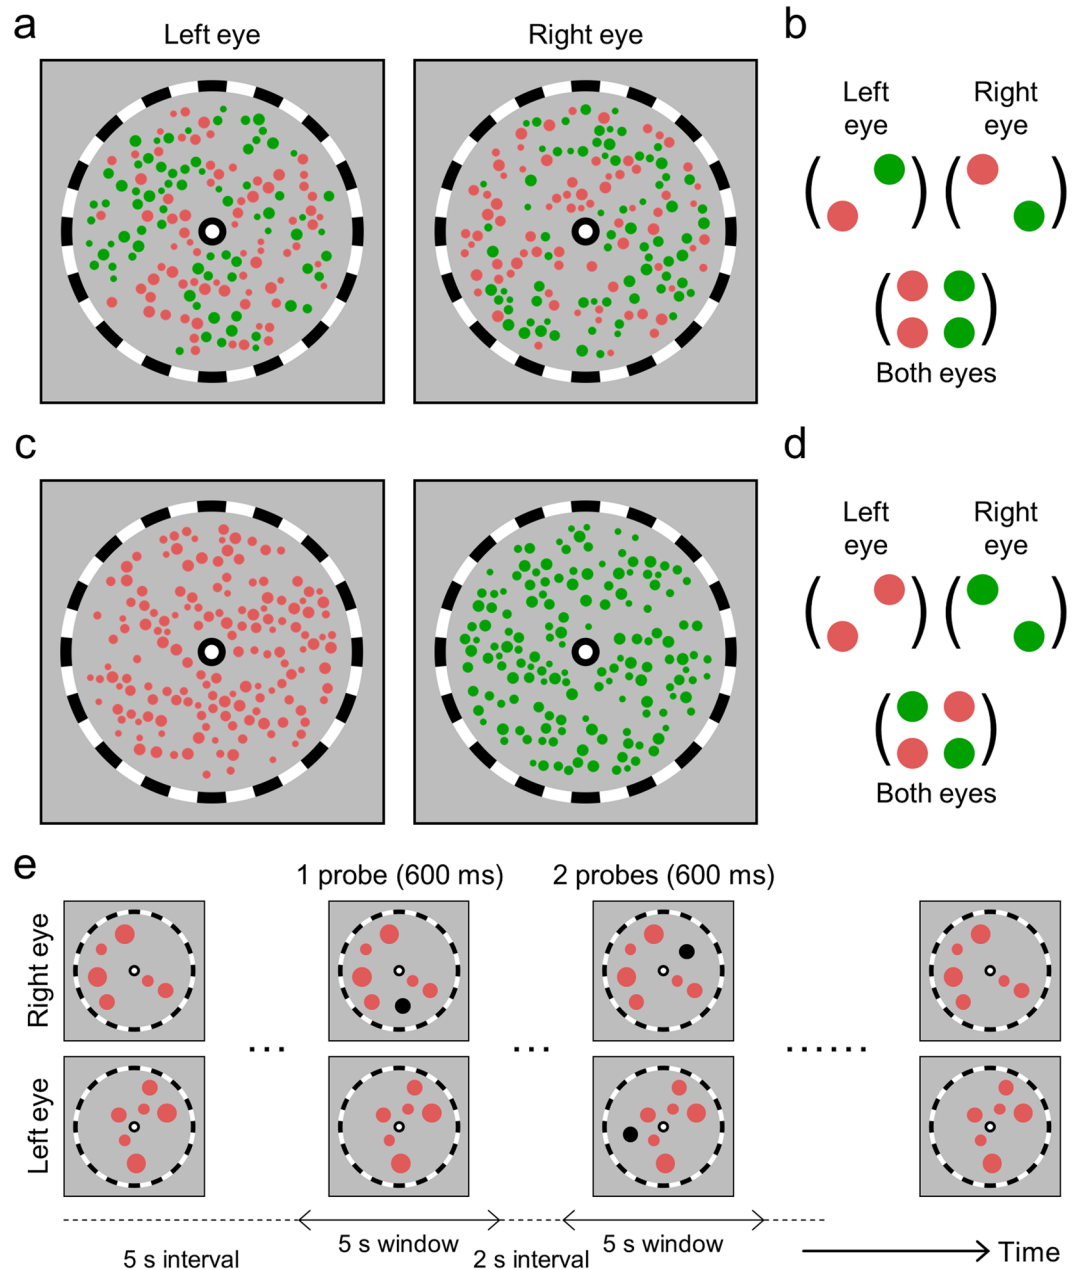 a
Left eye
Right eye
b
Left
eye
Right
eye
Both eyes
c
d
Left
eye
Right
eye
Both eyes
e
1 probe (600 ms)
2 probes (600 ms)
Right eye
...
...
......
Left eye
5 s interval
5 s window
2 s interval
5 s window
Time